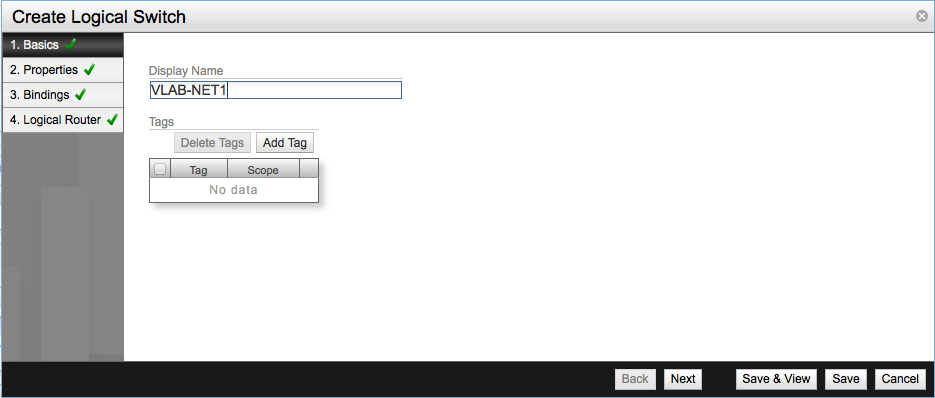 Create Logical Switch
1. Basics
2. Properties
3. Bindings
4. Logical Router
Display Name
VLAB-NET1
Tags
Delete Tags Add Tag
Tag Scope
No data
Back Next Save & View Save Cancel